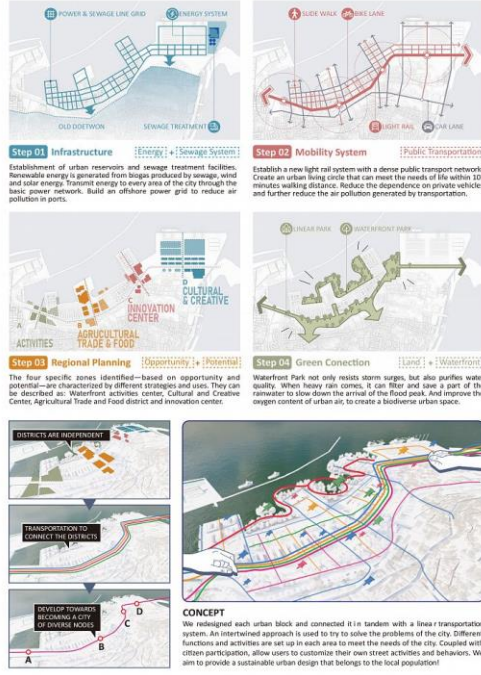 POWER & SEWAGE LINE GRID
ENERGY SYSTEM
OLD DOETWON
SEWAGE TREATMENT
Step 01 Infrastructure Energy + Sewage System
Establishment of urban reservoirs and sewage treatment facilities.
Renewable energy is generated from biogas produced by sewage, wind
and solar energy. Transmit energy to every area of the city through the
basic power network. Build an offshore power grid to reduce air
pollution in ports.
SLIDE WALK
BIKE LANE
LIGHT RAIL
CAR LANE
Step 02 Mobility System Public Transportation
Establish a new light rail system with a dense public transport network
Create an urban living circle that can meet the needs of life within 10
minutes walking distance. Reduce the dependence on private vehicle
and further reduce the air pollution generated by transportation.
A
ACTIVITIES
B
AGRUCULTURAL
TRADE & FOOD
C
INNOVATION
CENTER
D
CULTURAL
& CREATIVE
Step 03 Regional Planning Opportunity + Potential
The four specific zones identified—based on opportunity and
potential—are characterized by different strategies and uses. They can
be described as: Waterfront activities center, Cultural and Creative
Center, Agricultural Trade and Food district and innovation center.
LINEAR PARK
WATERFRONT PARK
Step 04 Green Conection Land + Waterfront
Waterfront Park not only resists storm surges, but also purifies wate
quality. When heavy rain comes, it can filter and save a part of the
rainwater to slow down the arrival of the flood peak. And improve the
oxygen content of urban air, to create a biodiverse urban space.
DISTRICTS ARE INDEPENDENT
TRANSPORTATION TO
CONNECT THE DISTRICTS
DEVELOP TOWARDS
BECOMING A CITY
OF DIVERSE NODES
A
B
C
D
CONCEPT
We redesigned each urban block and connected it in tandem with a linear transportation
system. An intertwined approach is used to try to solve the problems of the city. Different
functions and activities are set up in each area to meet the needs of the city. Coupled with
citizen participation, allow users to customize their own street activities and behaviors. We
aim to provide a sustainable urban design that belongs to the local population!